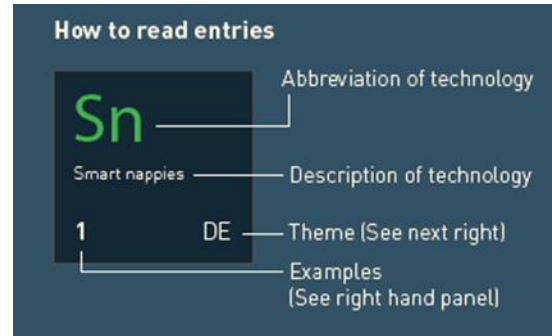 How to read entries
Sn
Smart nappies
1 DE
Abbreviation of technology
Description of technology
Theme (See next right)
Examples
(See right hand panel)